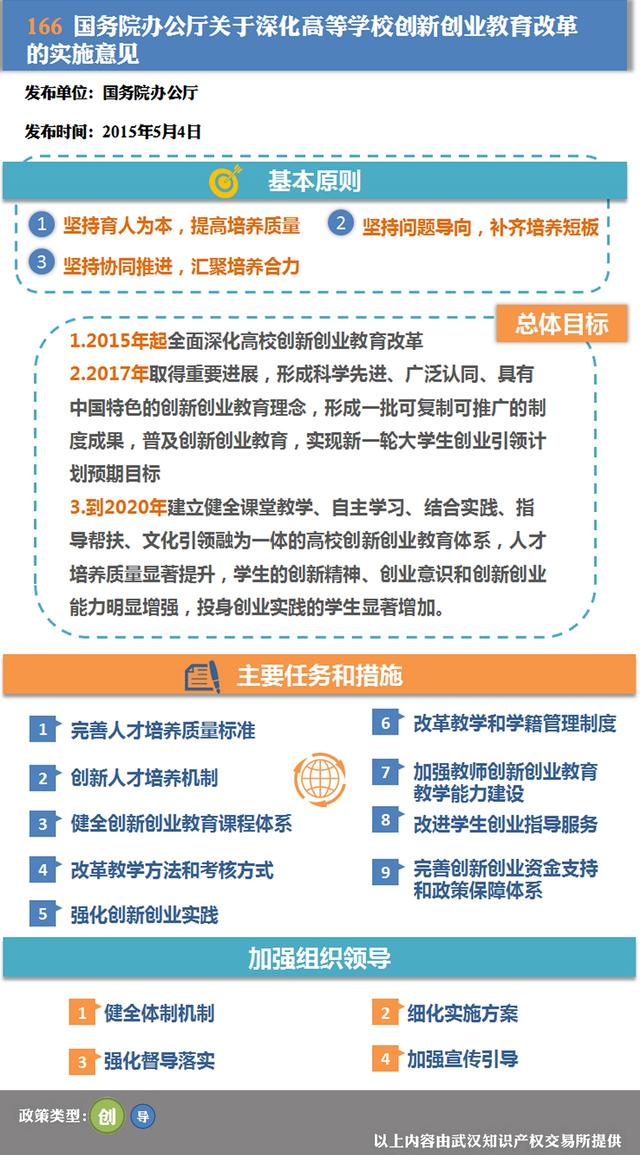 166 国务院办公厅关于深化高等学校创新创业教育改革
的实施意见
发布单位：国务院办公厅
发布时间：2015年5月4日
基本原则
1 坚持育人为本，提高培养质量
2 坚持问题导向，补齐培养短板
3 坚持协同推进，汇聚培养合力
总体目标
1.2015年起全面深化高校创新创业教育改革
2.2017年取得重要进展，形成科学先进、广泛认同、具有
中国特色的创新创业教育理念，形成一批可复制可推广的制
度成果，普及创新创业教育，实现新一轮大学生创业引领计
划预期目标
3.到2020年建立健全课堂教学、自主学习、结合实践、指
导帮扶、文化引领融为一体的高校创新创业教育体系，人才
培养质量显著提升，学生的创新精神、创业意识和创新创业
能力明显增强，投身创业实践的学生显著增加。
主要任务和措施
1 完善人才培养质量标准
2 创新人才培养机制
3 健全创新创业教育课程体系
4 改革教学方法和考核方式
5 强化创新创业实践
6 改革教学和学籍管理制度
7 加强教师创新创业教育
教学能力建设
8 改进学生创业指导服务
9 完善创新创业资金支持
和政策保障体系
加强组织领导
1 健全体制机制
2 细化实施方案
3 强化督导落实
4 加强宣传引导
政策类型：创 导
以上内容由武汉知识产权交易所提供